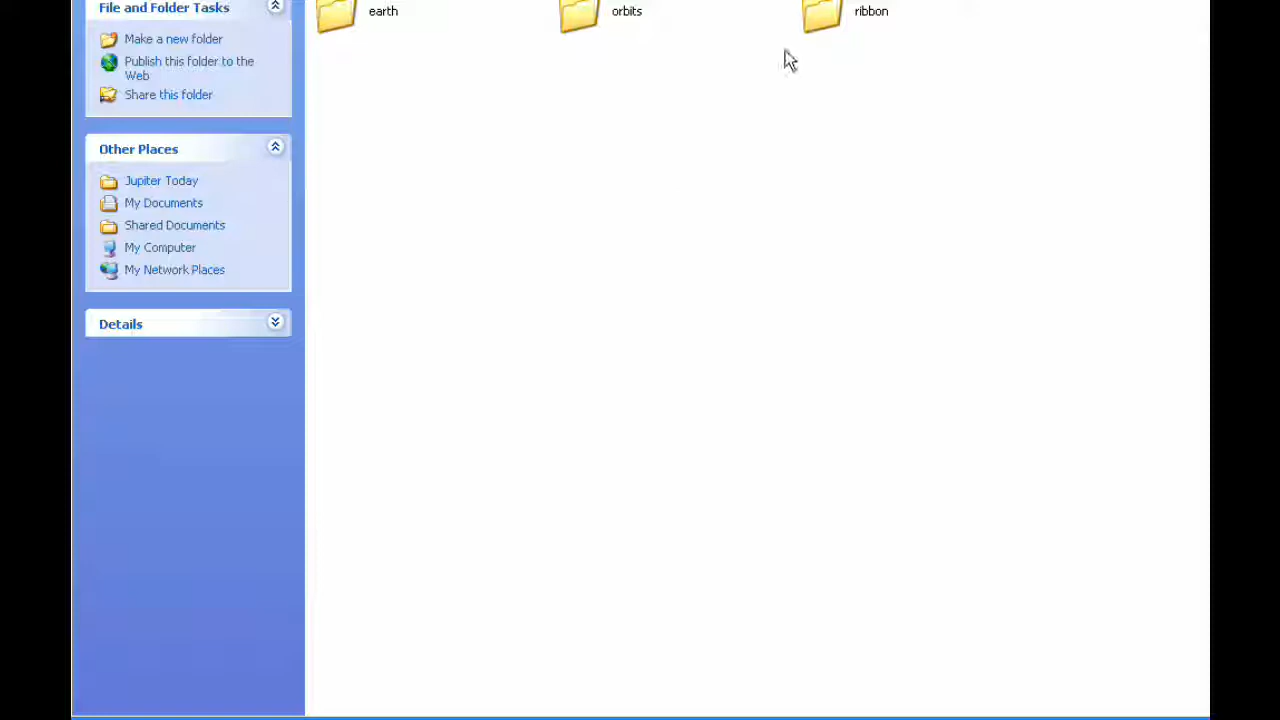 File and Folder Tasks
earth
orbits
ribbon
Make a new folder
Publish this folder to the
Web
Share this folder
Other Places
Jupiter Today
My Documents
Shared Documents
My Computer
My Network Places
Details